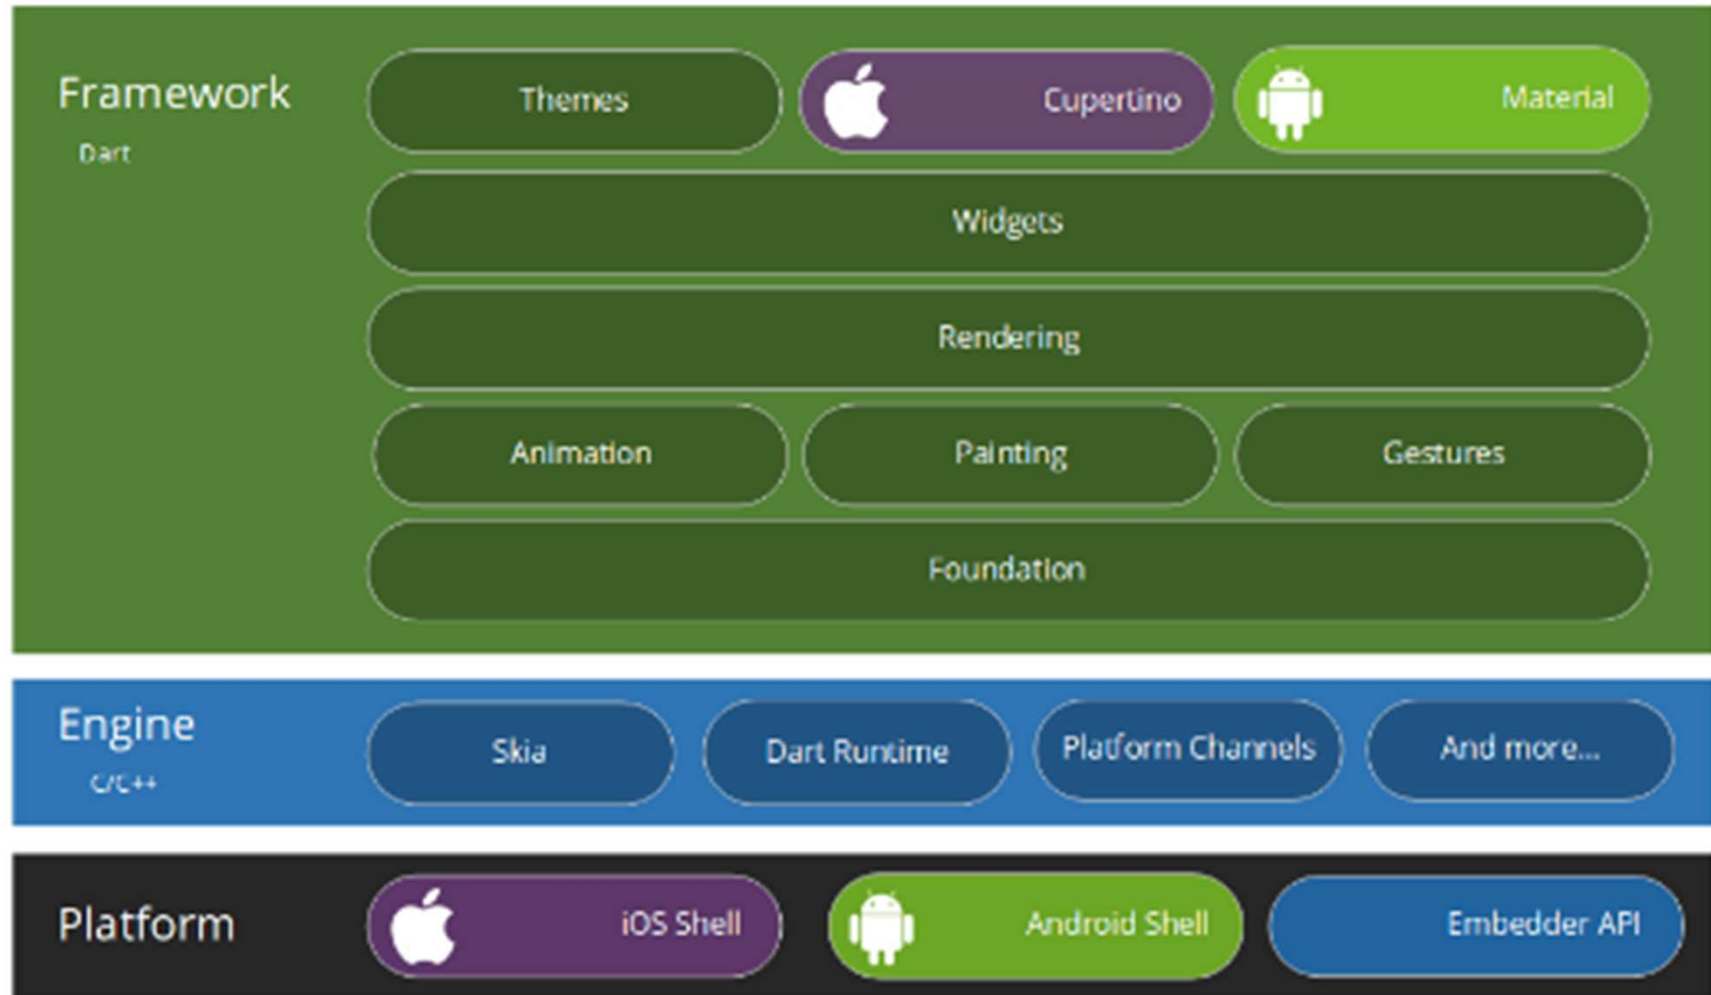 Framework
Dart
Themes
Cupertino
Material
Widgets
Rendering
Animation
Painting
Gestures
Foundation
Engine
C/C++
Skia
Dart Runtime
Platform Channels
And more...
Platform
iOS Shell
Android Shell
Embedder API